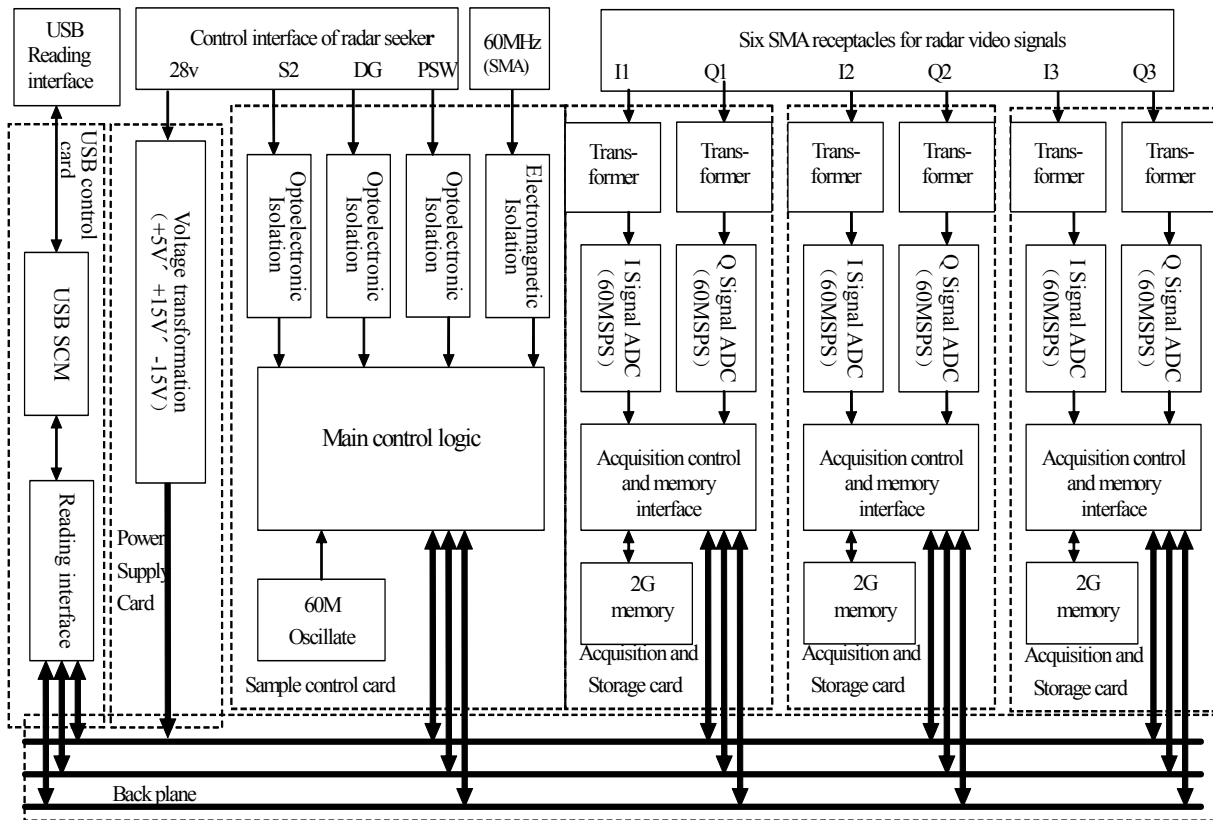 USB
Reading
interface
Control interface of radar seeker
28v
S2
DG
PSW
60MHz
(SMA)
Six SMA receptacles for radar video signals
I1
Q1
I2
Q2
I3
Q3
USB control
card
USB SCM
Reading interface
Voltage transformation
(+5V´ +15V´ -15V)
Power
Supply
Card
Optoelectronic
Isolation
Optoelectronic
Isolation
Optoelectronic
Isolation
Electromagnetic
Isolation
Main control logic
60M
Oscillate
Sample control card
Trans-
former
Trans-
former
I Signal ADC
(60MSPS)
Q Signal ADC
(60MSPS)
Acquisition control
and memory
interface
2G
memory
Acquisition and
Storage card
Trans-
former
Trans-
former
I Signal ADC
(60MSPS)
Q Signal ADC
(60MSPS)
Acquisition control
and memory
interface
2G
memory
Acquisition and
Storage card
Trans-
former
Trans-
former
I Signal ADC
(60MSPS)
Q Signal ADC
(60MSPS)
Acquisition control
and memory
interface
2G
memory
Acquisition and
Storage card
Back plane